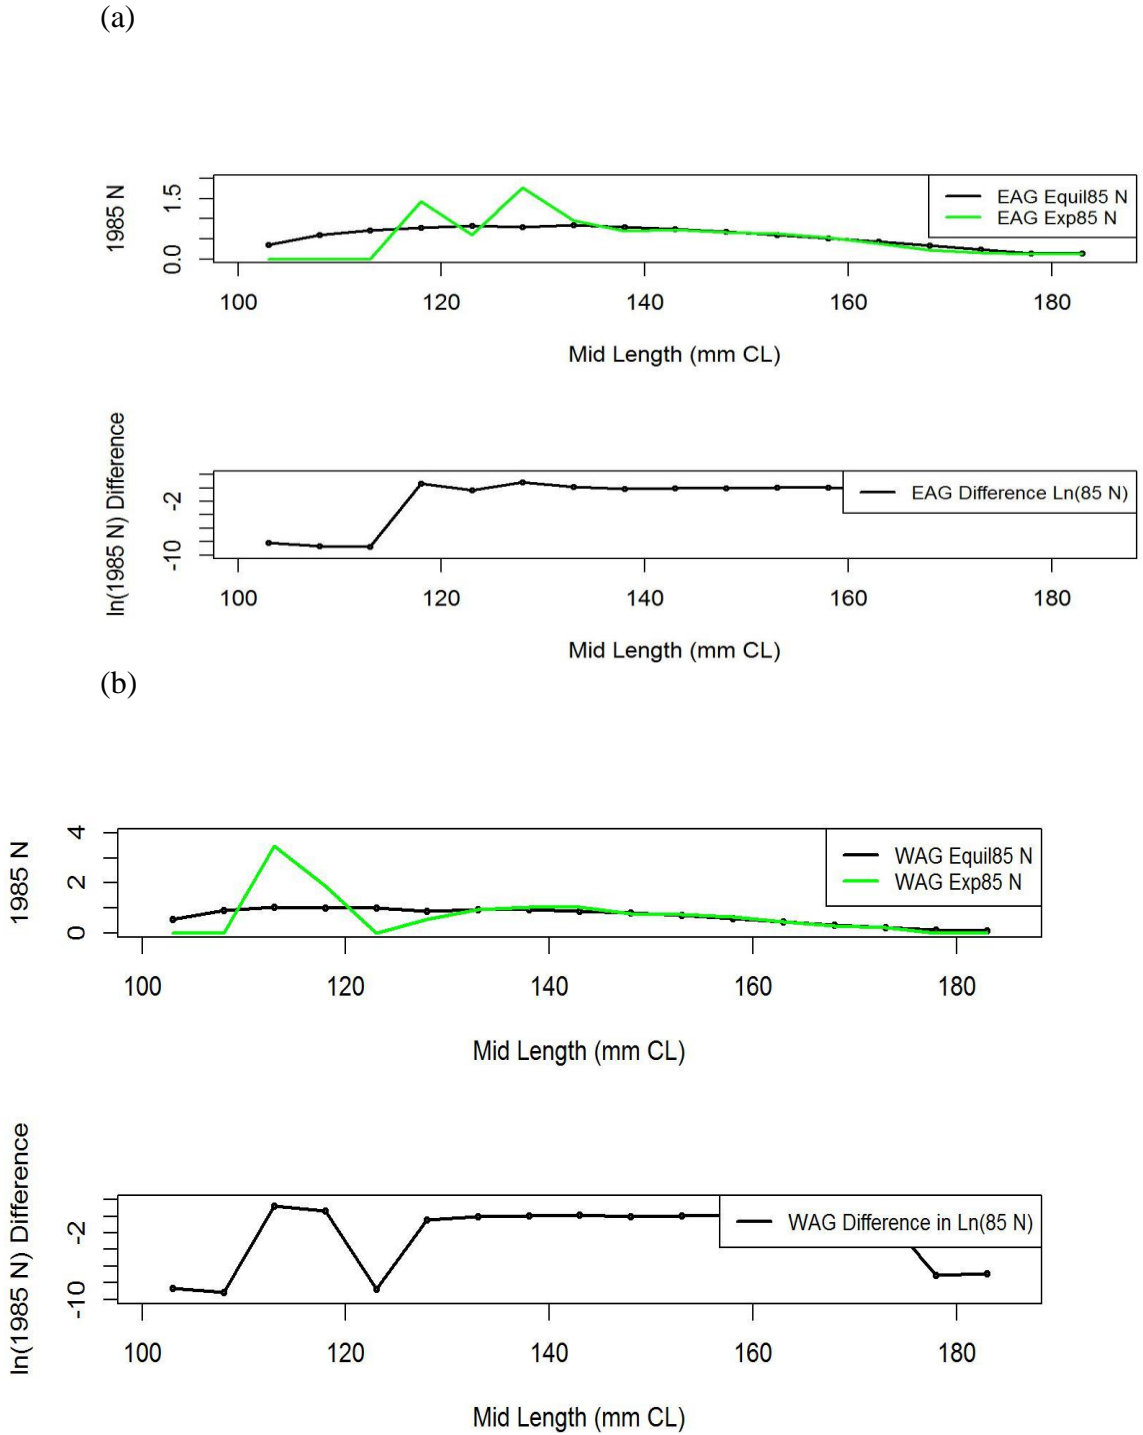 (a)
1985 N
1.5
0.0
EAG Equil85 N
EAG Exp85 N
100 120 140 160 180
Mid Length (mm CL)
ln(1985 N) Difference
-2
-10
EAG Difference Ln(85 N)
100 120 140 160 180
Mid Length (mm CL)
(b)
1985 N
4
2
0
WAG Equil85 N
WAG Exp85 N
100 120 140 160 180
Mid Length (mm CL)
ln(1985 N) Difference
-2
-10
WAG Difference in Ln(85 N)
100 120 140 160 180
Mid Length (mm CL)